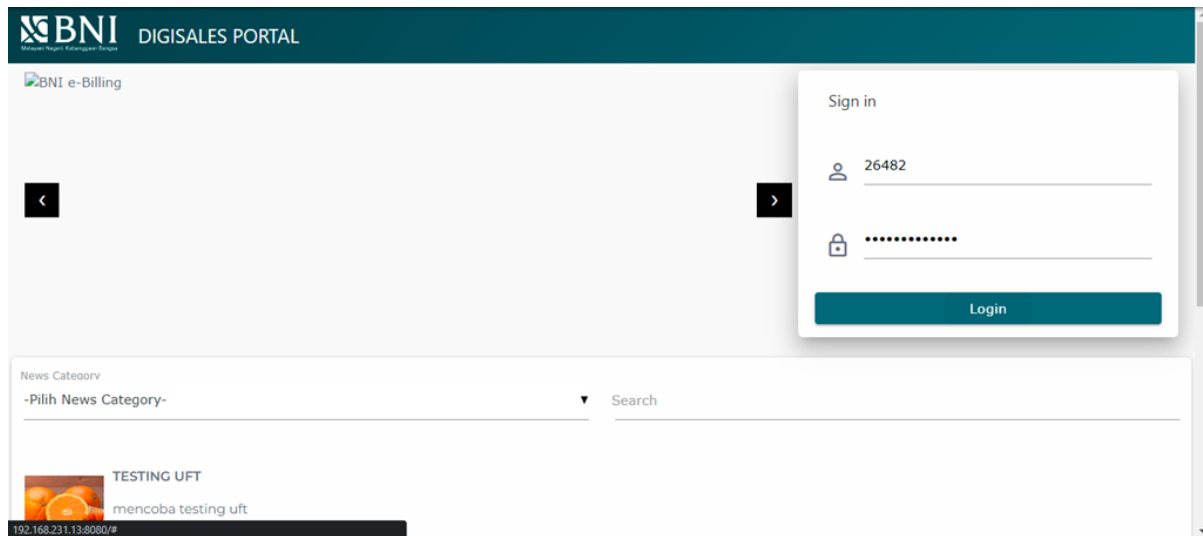 BNI
Melayani Negeri, Kebanggaan Bangsa
DIGISALES PORTAL
BNI e-Billing
Sign in
26482
•••••••••••••
Login
News Category
-Pilih News Category-
Search
TESTING UFT
mencoba testing uft
192.168.231.13:8080/#